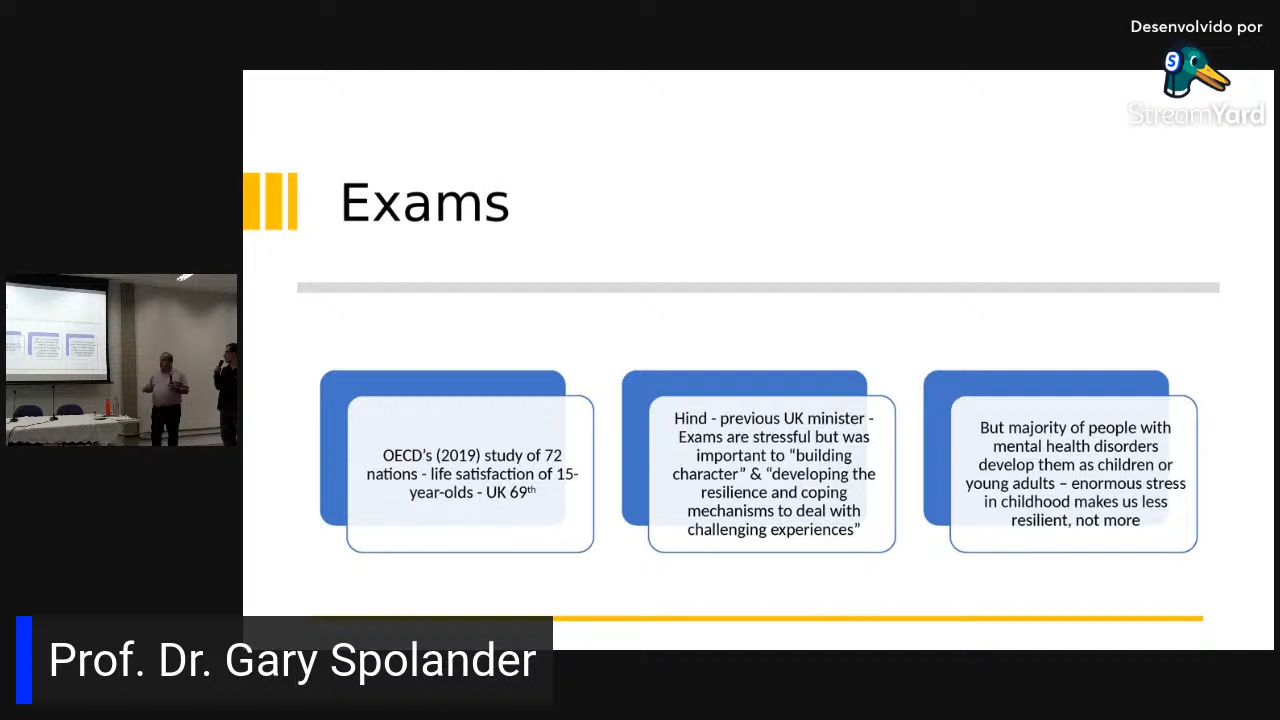 Desenvolvido por
StreamYard
Exams
OECD's (2019) study of 72
nations - life satisfaction of 15-
year-olds - UK 69th
Hind - previous UK minister -
Exams are stressful but was
important to “building
character” & “developing the
resilience and coping
mechanisms to deal with
challenging experiences”
But majority of people with
mental health disorders
develop them as children or
young adults – enormous stress
in childhood makes us less
resilient, not more
Prof. Dr. Gary Spolander